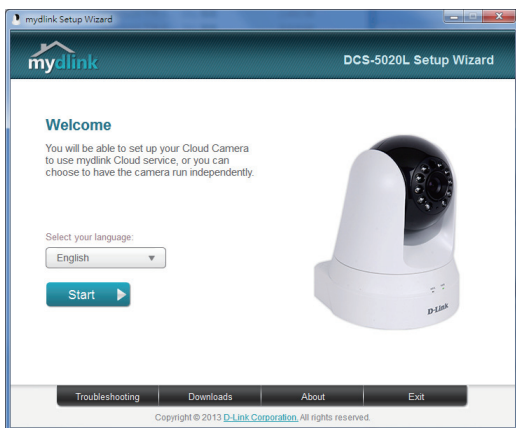 mydlink Setup Wizard
mydlink
DCS-5020L Setup Wizard
Welcome
You will be able to set up your Cloud Camera
to use mydlink Cloud service, or you can
choose to have the camera run independently.
Select your language:
English
Start
D-Link
Troubleshooting Downloads About Exit
Copyright © 2013 D-Link Corporation, All rights reserved.